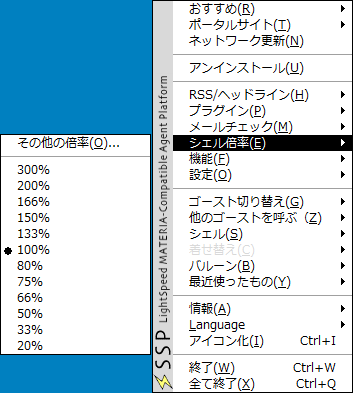 おすすめ(R)
ポータルサイト(T)
ネットワーク更新(N)
アンインストール(U)
RSS/ヘッドライン(H)
プラグイン(P)
メールチェック(M)
シェル倍率(E)
機能(F)
設定(O)
ゴースト切り替え(G)
他のゴーストを呼ぶ(Z)
シェル(S)
着せ替え(C)
バルーン(B)
最近使ったもの(Y)
情報(A)
Language
アイコン化(I) Ctrl+I
終了(W) Ctrl+W
全て終了(X) Ctrl+Q
SSP LightSpeed MATERIA-Compatible Agent Platform
その他の倍率(O)...
300%
200%
166%
150%
133%
100%
80%
75%
66%
50%
33%
20%